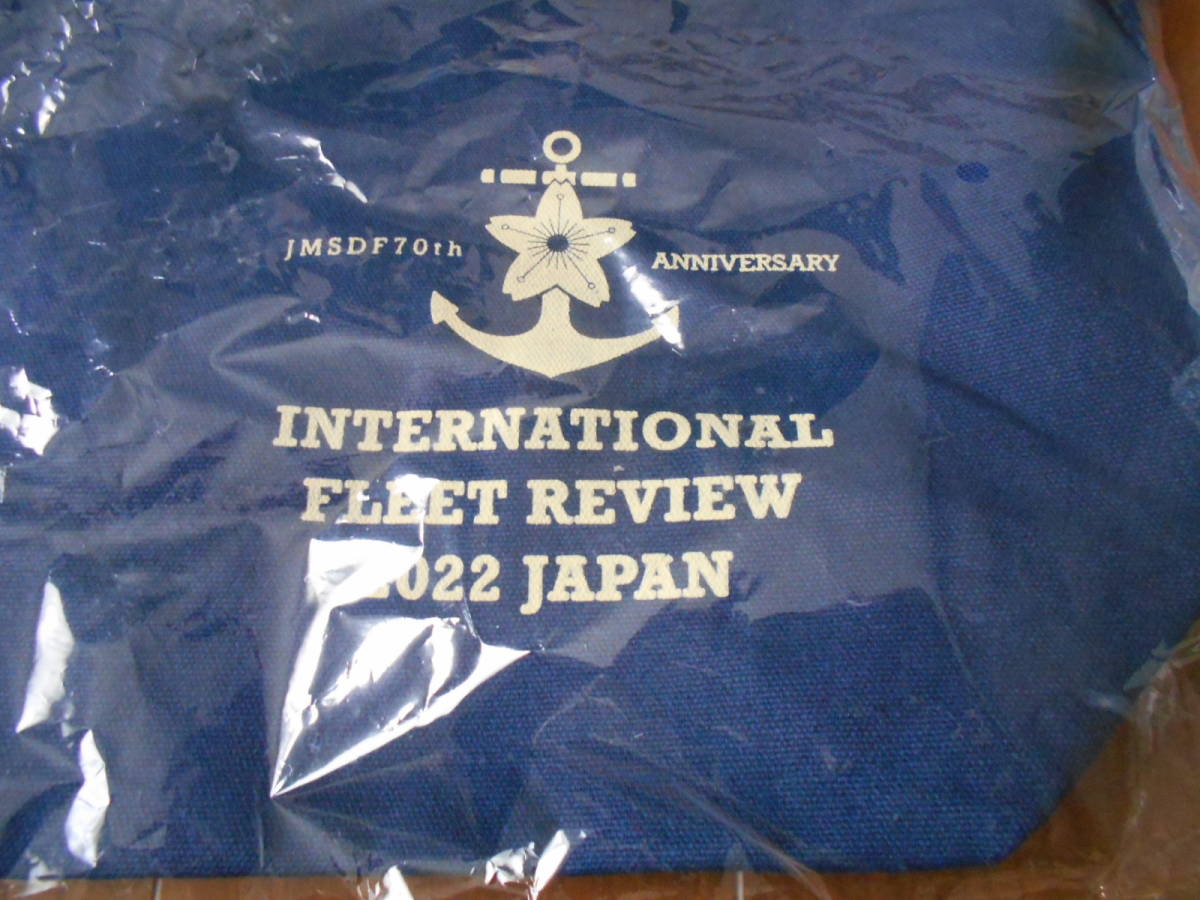 JMSDF70th ANNIVERSARY
INTERNATIONAL
FLEET REVIEW
2022 JAPAN